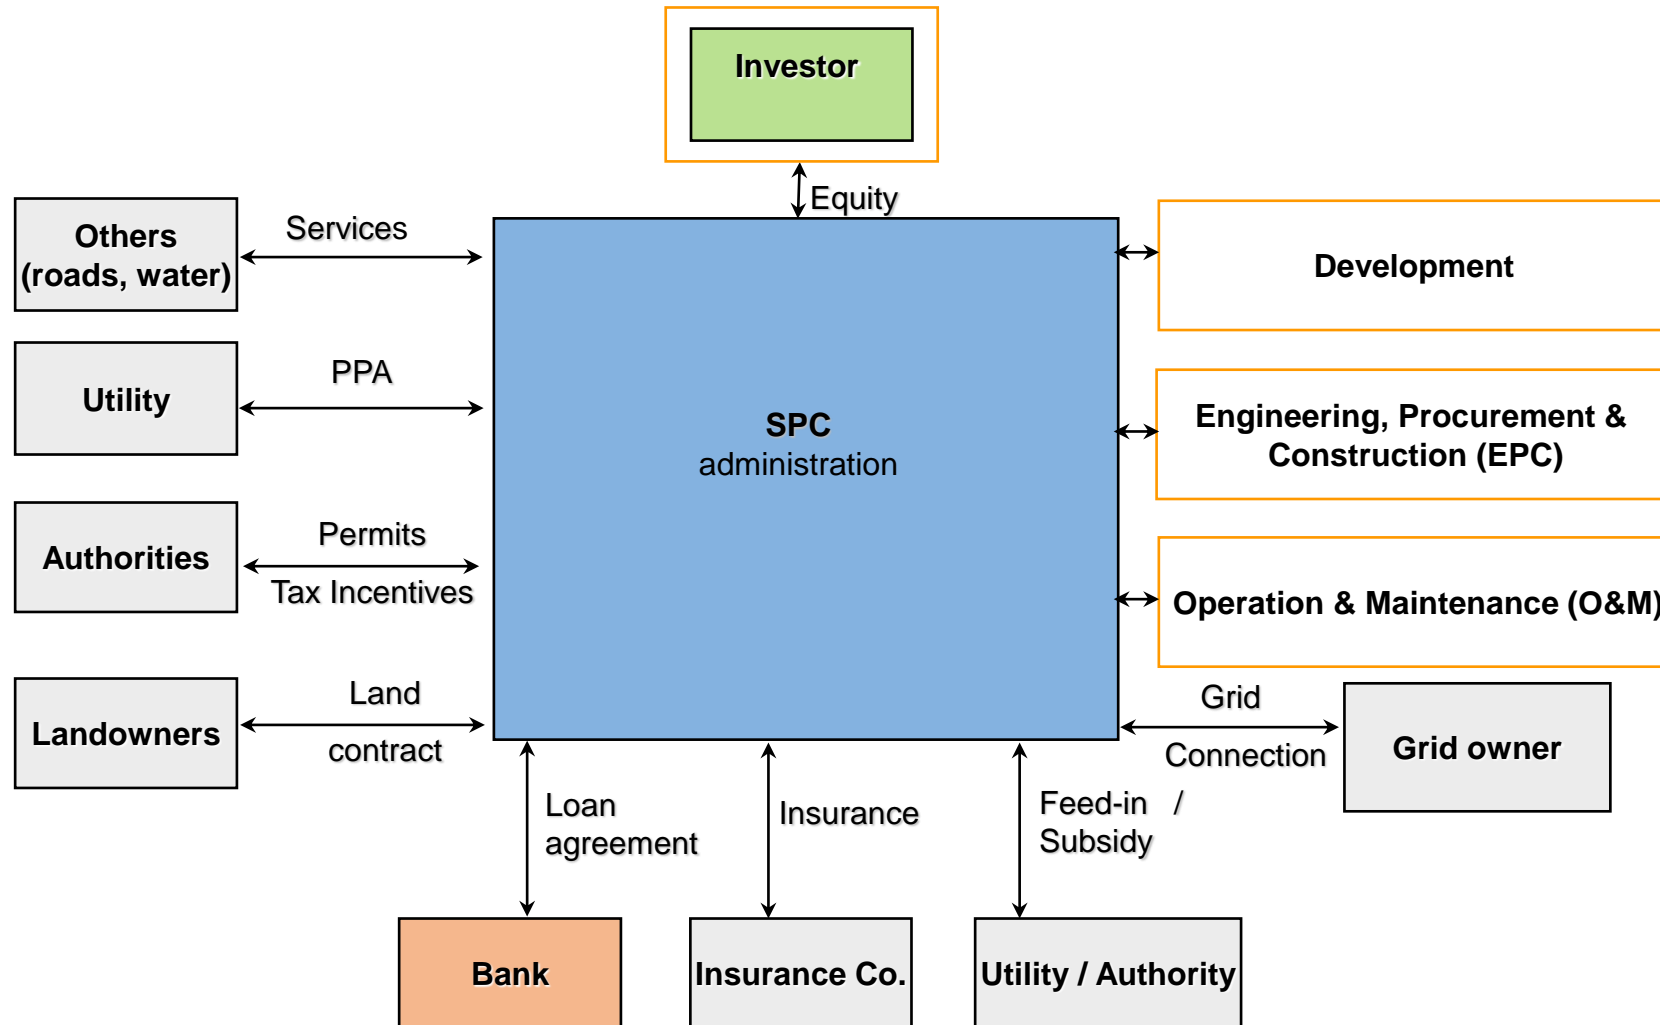 Investor
Equity
Others
(roads, water)
Services
Development
Utility
PPA
SPC
administration
Engineering, Procurement &
Construction (EPC)
Authorities
Permits
Tax Incentives
Operation & Maintenance (O&M)
Landowners
Land
contract
Grid
Connection
Grid owner
Loan
agreement
Insurance
Feed-in /
Subsidy
Bank
Insurance Co.
Utility / Authority